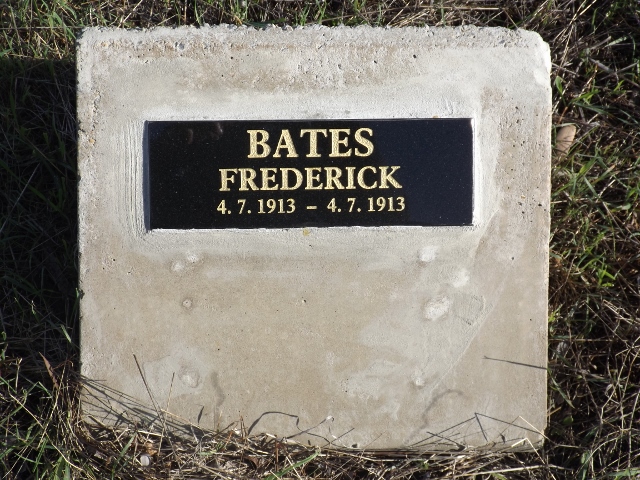 BATES
FREDERICK
4. 7. 1913 – 4. 7. 1913